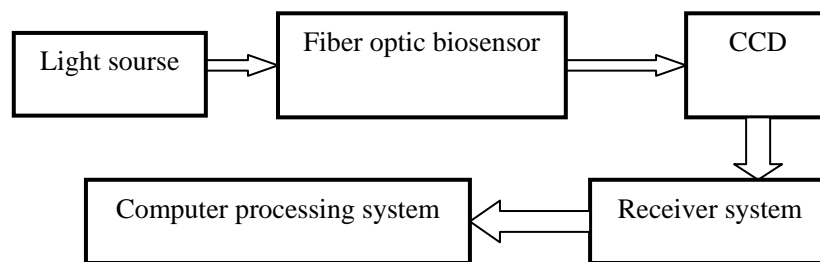 Light sourse
Fiber optic biosensor
CCD
Computer processing system
Receiver system